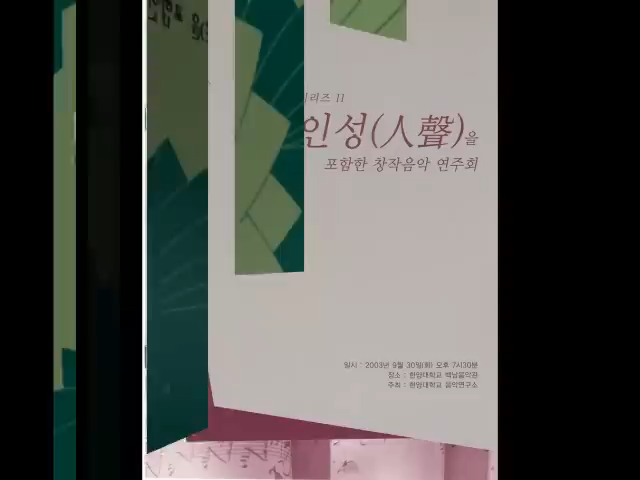 리즈 11
인성(人聲)을
포함한 창작음악 연주회
일시 : 2003년 9월 30일(화) 오후 7시30분
장소 : 한양대학교 백남음악관
주최 : 한양대학교 음악연구소